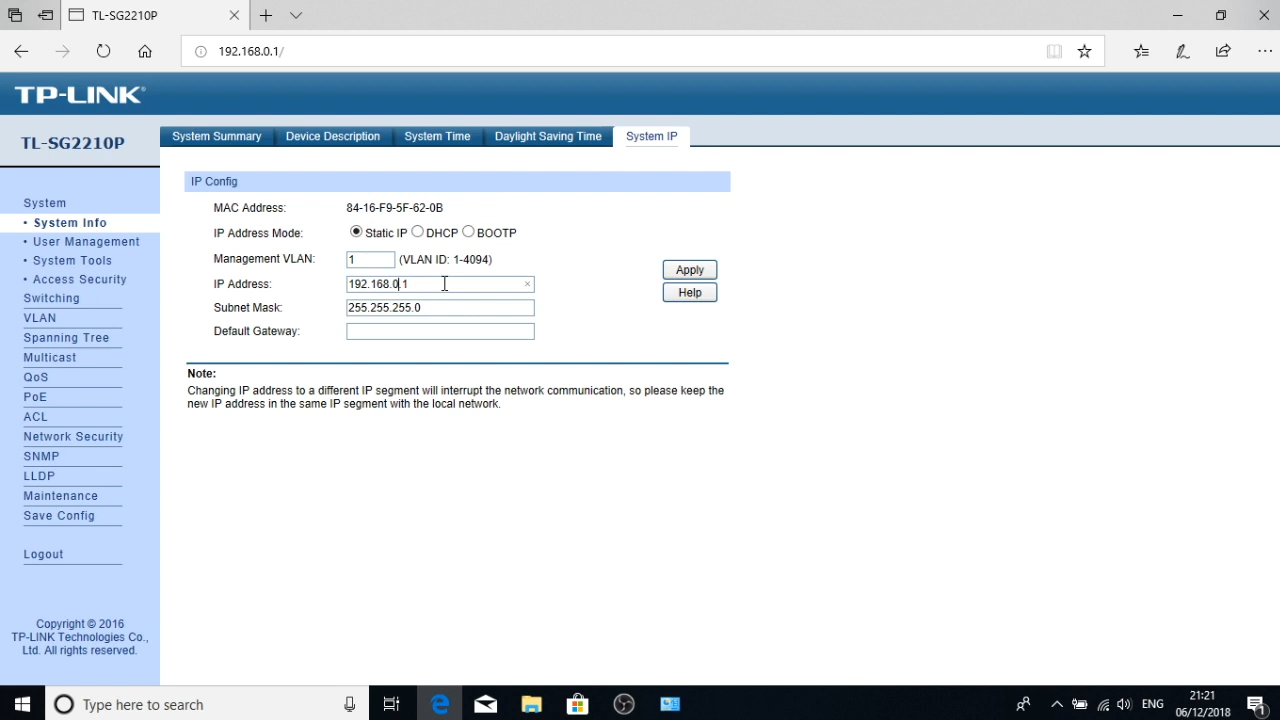 TL-SG2210P
192.168.0.1/
TP-LINK
TL-SG2210P
System Summary
Device Description
System Time
Daylight Saving Time
System IP
System
• System Info
• User Management
• System Tools
• Access Security
Switching
VLAN
Spanning Tree
Multicast
QoS
PoE
ACL
Network Security
SNMP
LLDP
Maintenance
Save Config
Logout
Copyright © 2016
TP-LINK Technologies Co.,
Ltd. All rights reserved.
IP Config
MAC Address: 84-16-F9-5F-62-0B
IP Address Mode: Static IP DHCP BOOTP
Management VLAN: 1 (VLAN ID: 1-4094)
IP Address: 192.168.0.1
Subnet Mask: 255.255.255.0
Default Gateway:
Apply
Help
Note:
Changing IP address to a different IP segment will interrupt the network communication, so please keep the
new IP address in the same IP segment with the local network.
Type here to search
ENG
21:21
06/12/2018
1